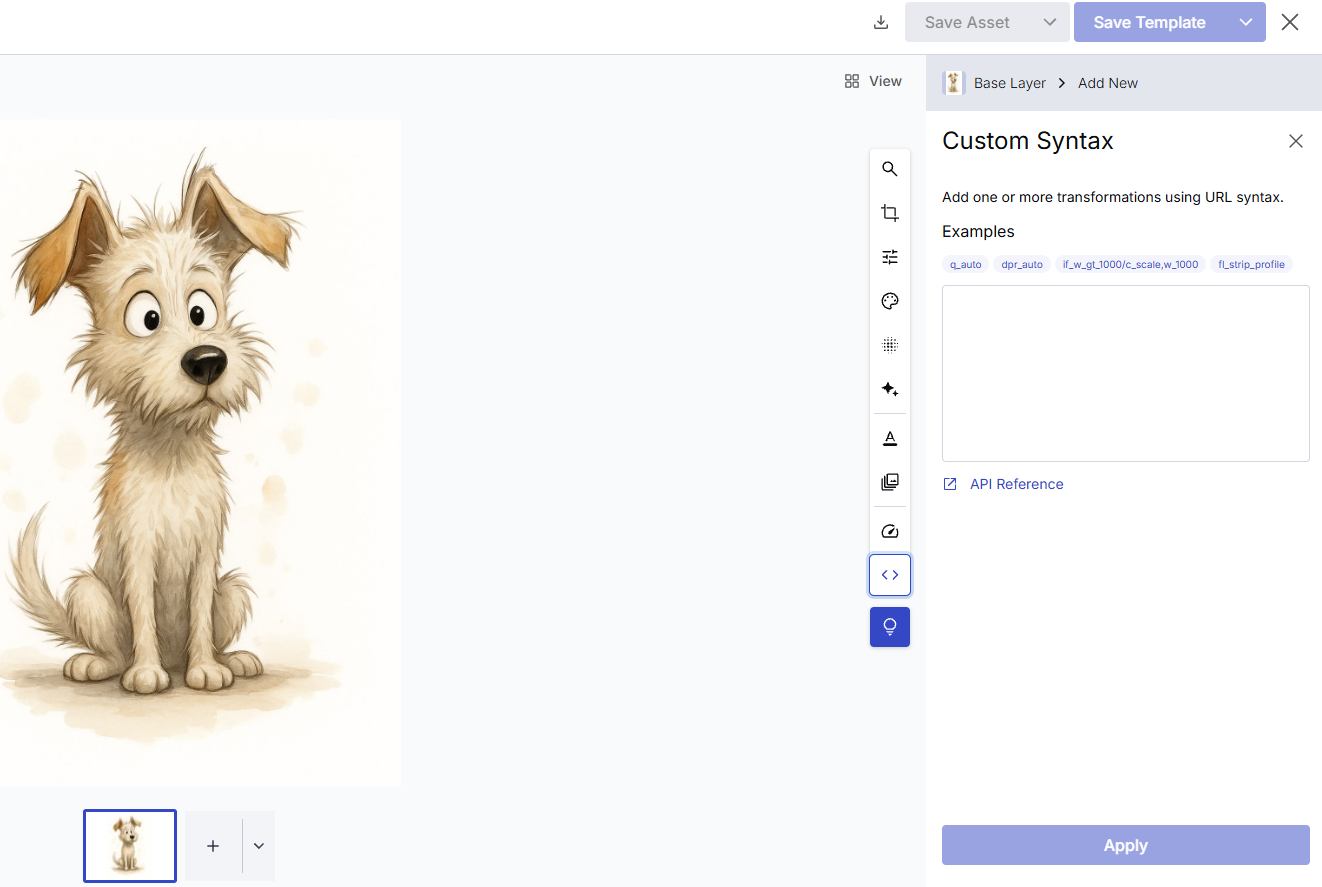 Save Asset
Save Template
View
Base Layer > Add New
Custom Syntax
Add one or more transformations using URL syntax.
Examples
q_auto dpr_auto if_w_gt_1000/c_scale,w_1000 fl_strip_profile
API Reference
Apply